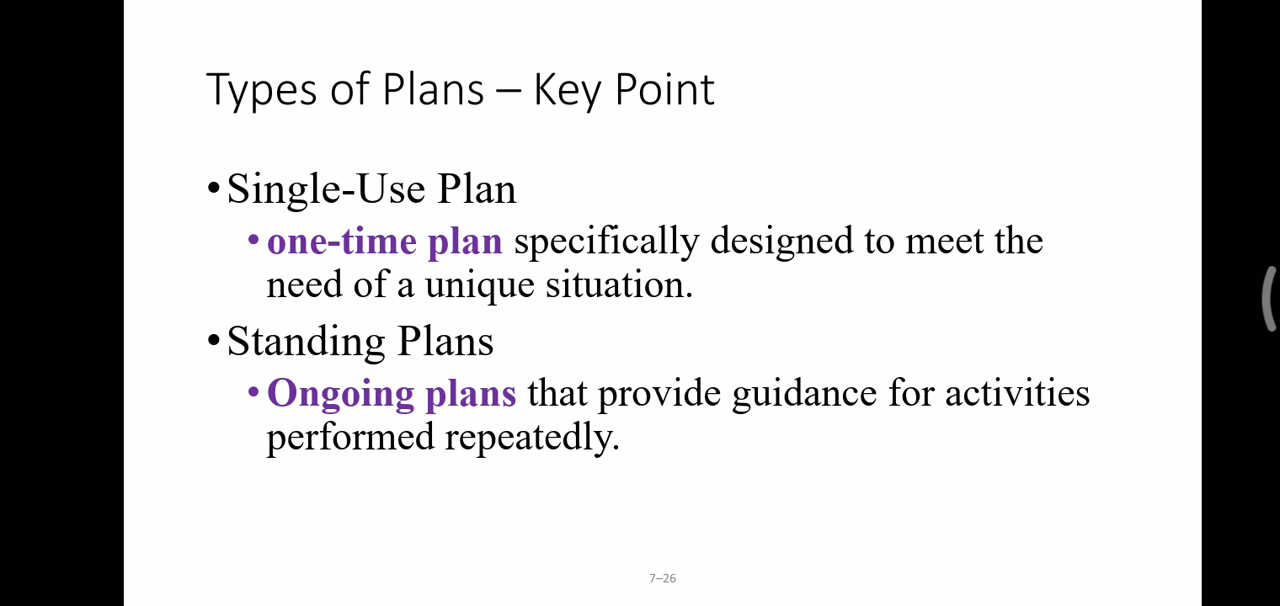 Types of Plans – Key Point
•Single-Use Plan
•one-time plan specifically designed to meet the
need of a unique situation.
•Standing Plans
•Ongoing plans that provide guidance for activities
performed repeatedly.
7–26